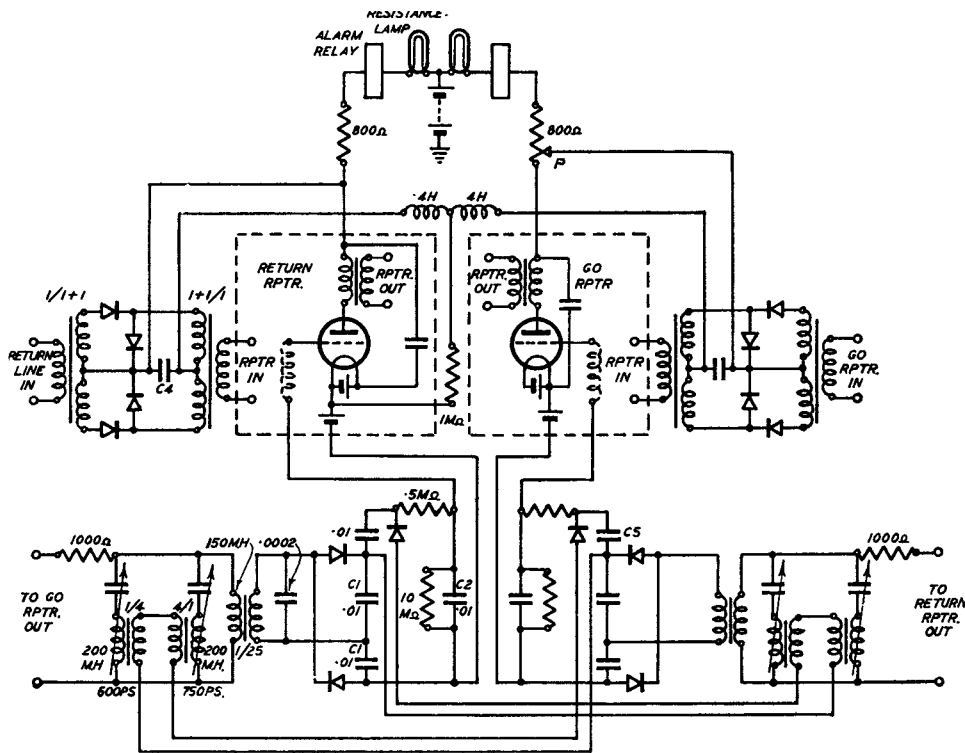 RESISTANCE-
LAMP
ALARM
RELAY
800Ω
800Ω
P
·4H
4H
RETURN
RPTR.
RPTR.
OUT
RPTR.
OUT
GO
RPTR
1/1+1
1+1/1
RETURN
LINE
IN
C4
RPTR
IN
RPTR
IN
GO
RPTR.
IN
1MΩ
·5MΩ
1000Ω
150MH
·0002
·01
C5
1000Ω
TO GO
RPTR.
OUT
1/4
4/1
C1
·01
10
MΩ
C2
·01
TO
RETURN
RPTR.
OUT
200
M.H
200
MH.
1/25
C1
·01
600PS
750PS.